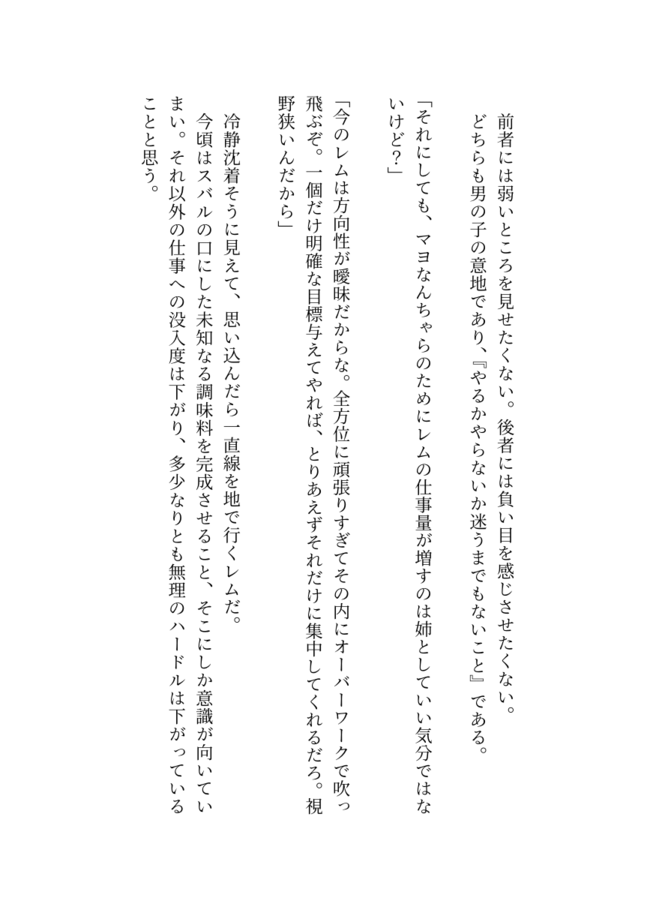 前者には弱いところを見せたくない。後者には負い目を感じさせたくない。
どちらも男の子の意地であり、『やるかやらないか迷うまでもないこと』である。
「それにしても、マヨなんちゃらのためにレムの仕事量が増すのは姉としていい気分ではな
いけど？」
「今のレムは方向性が曖昧だからな。全方位に頑張りすぎてその内にオーバーワークで吹っ
飛ぶぞ。一個だけ明確な目標与えてやれば、とりあえずそれだけに集中してくれるだろ。視
野狭いんだから」
冷静沈着そうに見えて、思い込んだら一直線を地で行くレムだ。
今頃はスバルの口にした未知なる調味料を完成させること、そこにしか意識が向いてい
まい。それ以外の仕事への没入度は下がり、多少なりとも無理のハードルは下がっている
ことと思う。